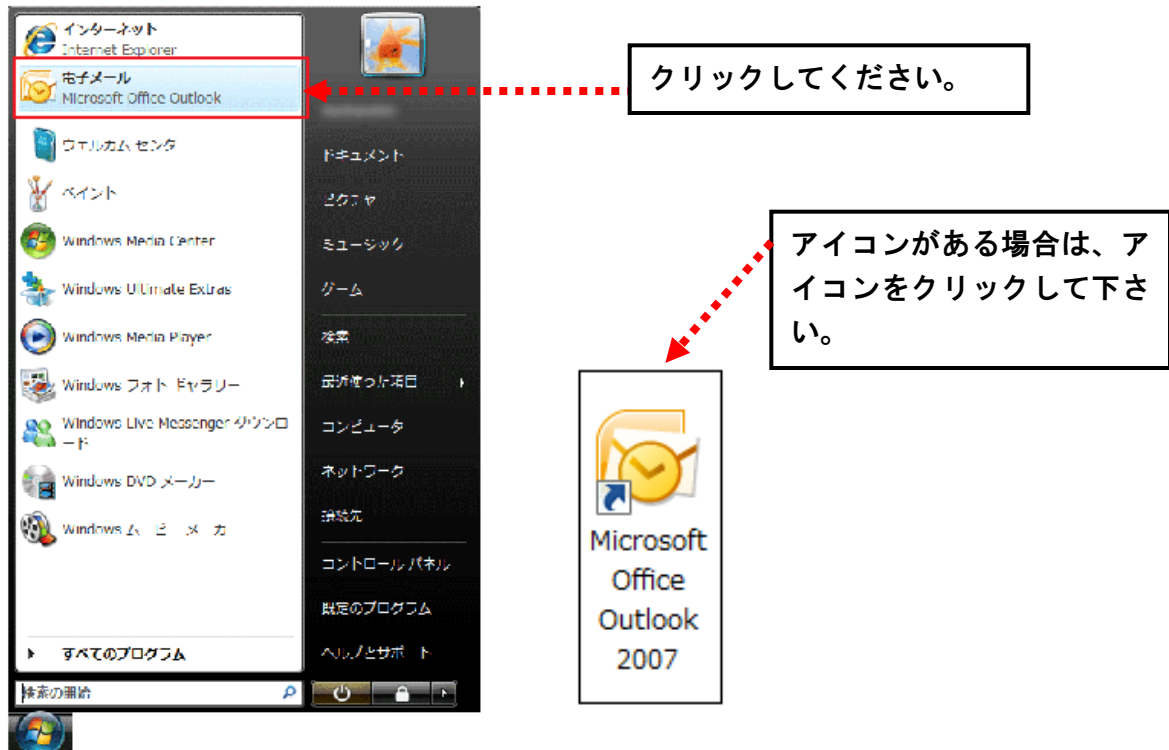 インターネット
Internet Explorer
電子メール
Microsoft Office Outlook
ウェルカム センタ
ペイント
Windows Media Center
Windows Ultimate Extras
Windows Media Player
Windows フォト ギャラリー
Windows Live Messenger ダウンロ
ード
Windows DVD メーカー
Windows ムービー メーカー
すべてのプログラム
検索の開始
ドキュメント
ピクチャ
ミュージック
ゲーム
検索
最近使った項目
コンピュータ
ネットワーク
接続先
コントロール パネル
既定のプログラム
ヘルプとサポート
クリックしてください。
アイコンがある場合は、ア
イコンをクリックして下さ
い。
Microsoft
Office
Outlook
2007